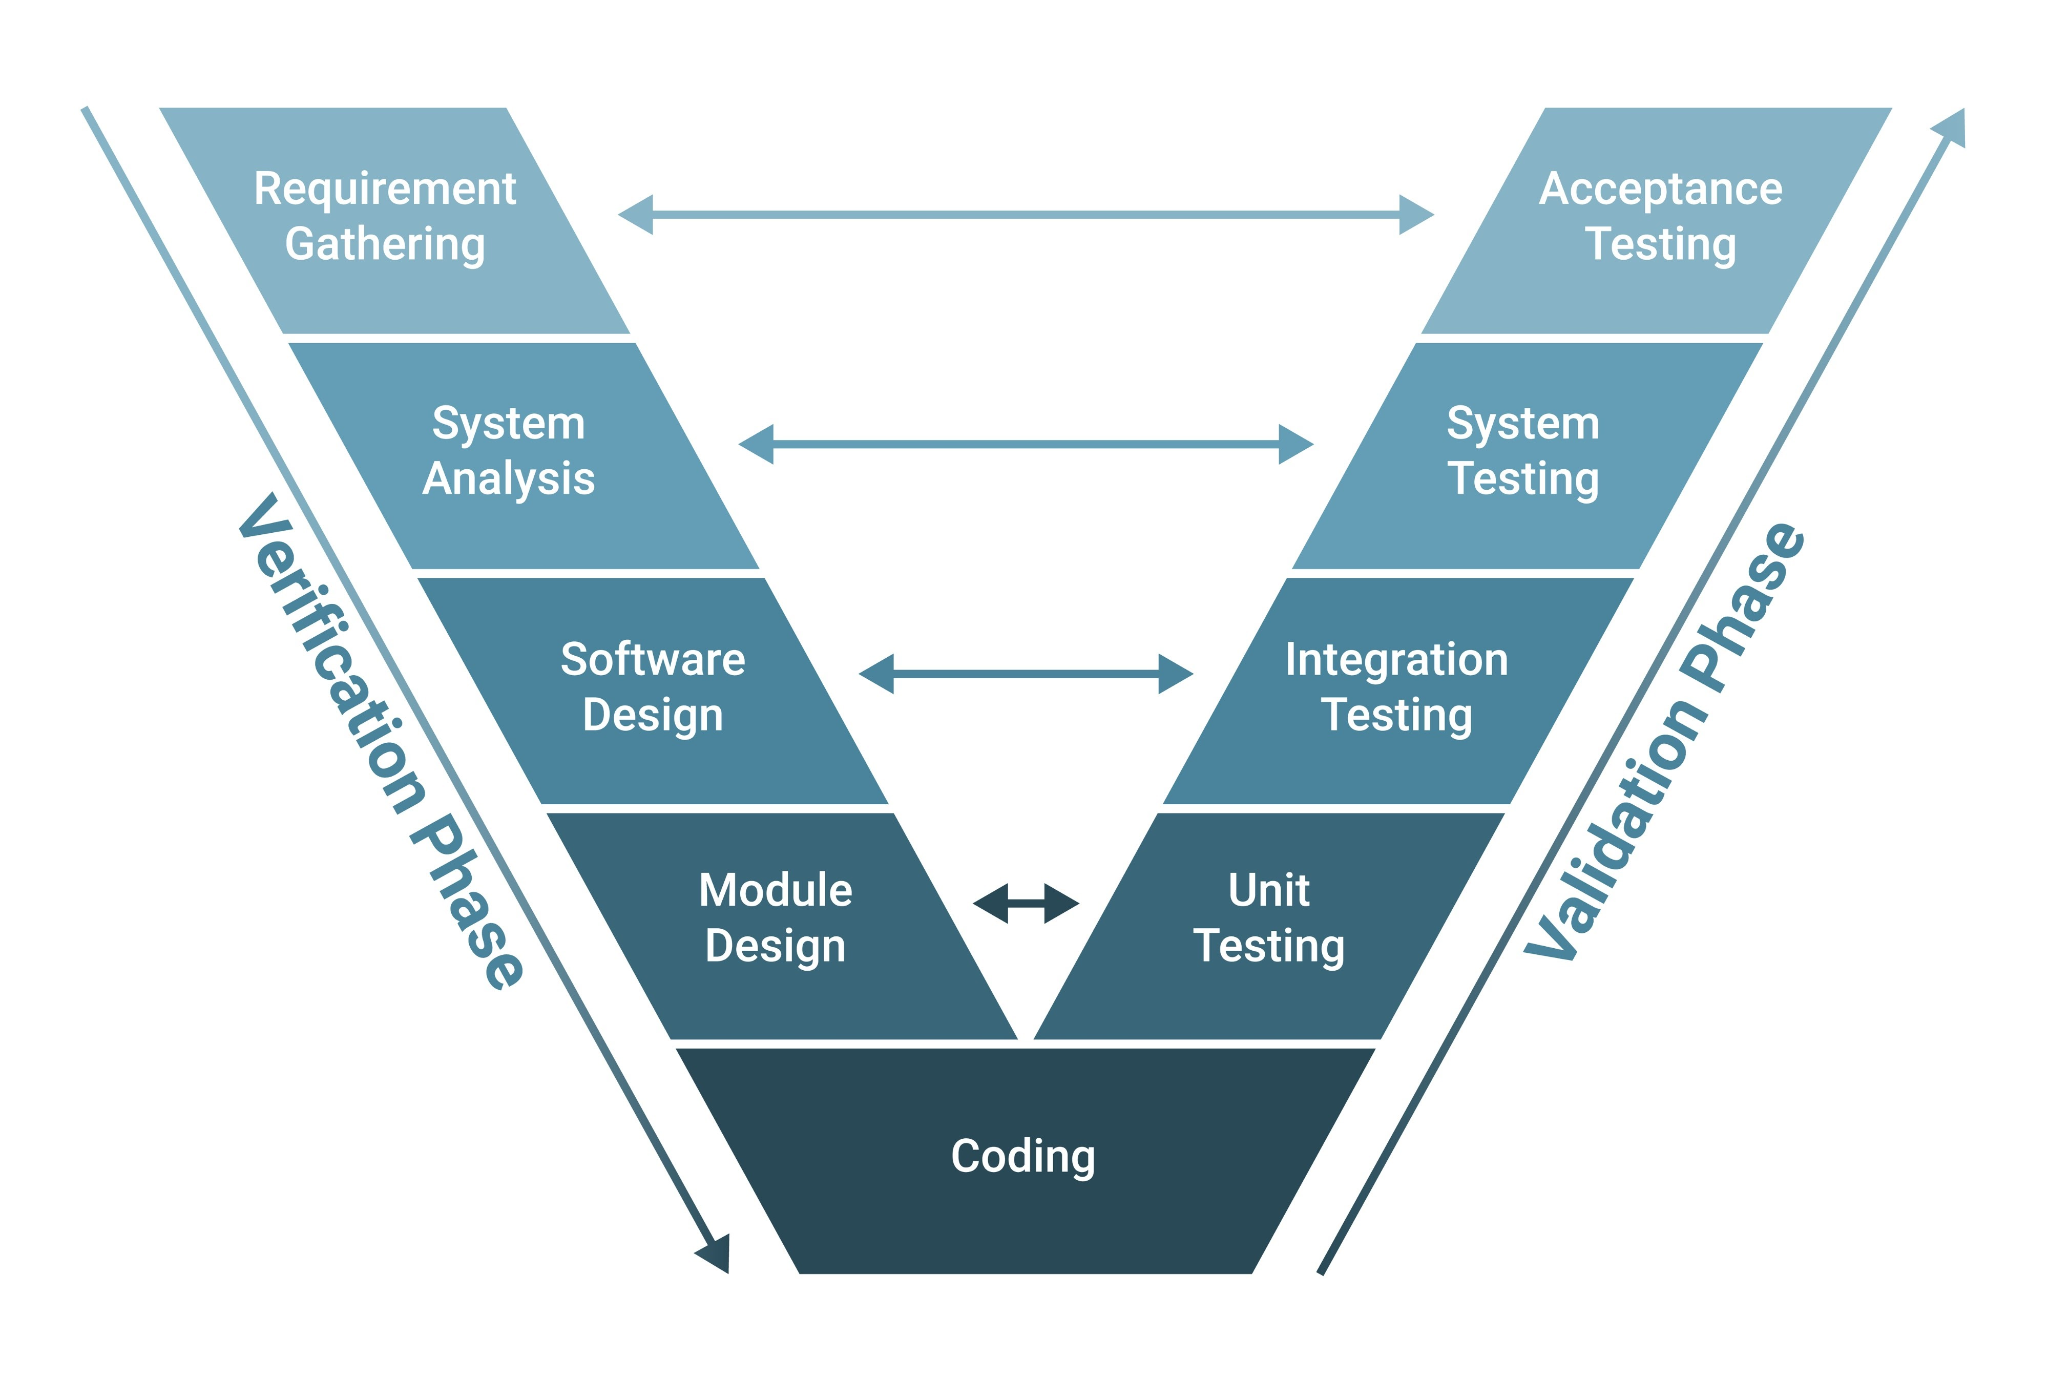 Requirement
Gathering
Acceptance
Testing
System
Analysis
System
Testing
Software
Design
Integration
Testing
Module
Design
Unit
Testing
Coding
Verification Phase
Validation Phase